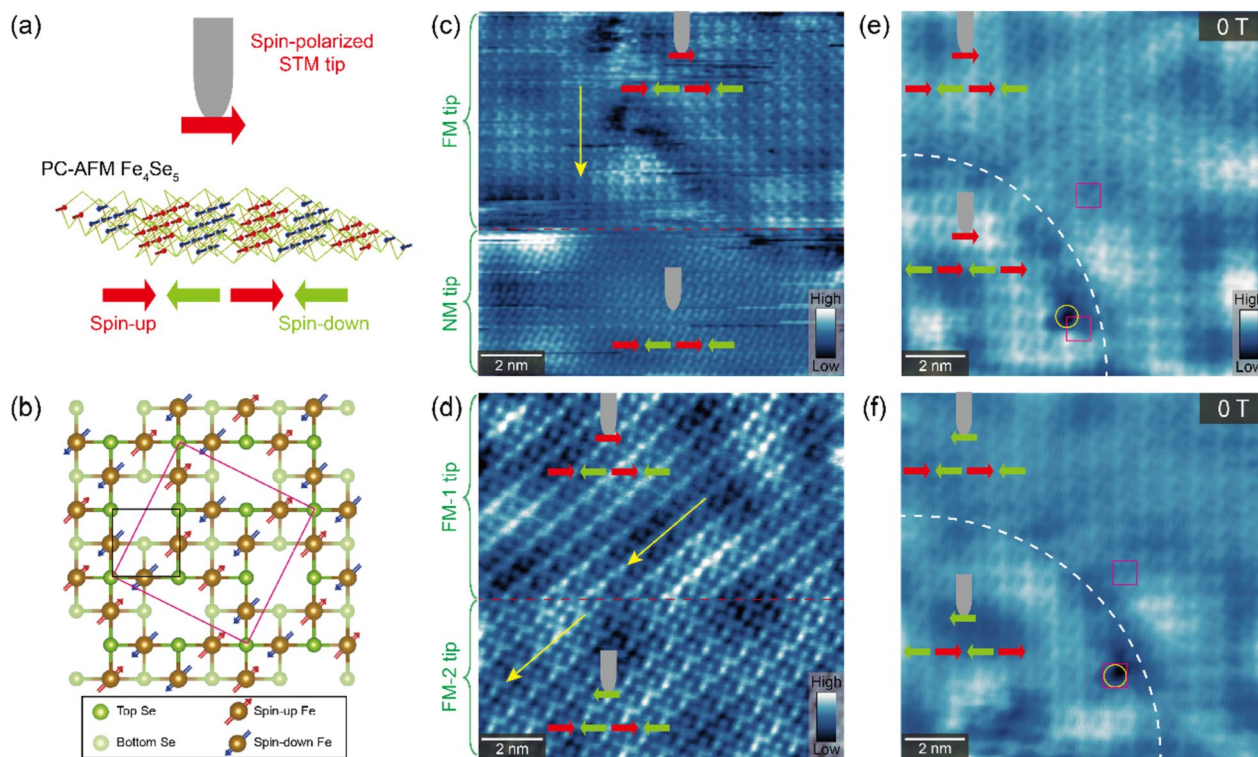 (a)
Spin-polarized
STM tip
PC-AFM Fe₄Se₅
Spin-up
Spin-down
(b)
Top Se
Spin-up Fe
Bottom Se
Spin-down Fe
(c)
FM tip
NM tip
2 nm
High
Low
(d)
FM-1 tip
FM-2 tip
2 nm
High
Low
(e)
0 T
2 nm
High
Low
(f)
0 T
2 nm